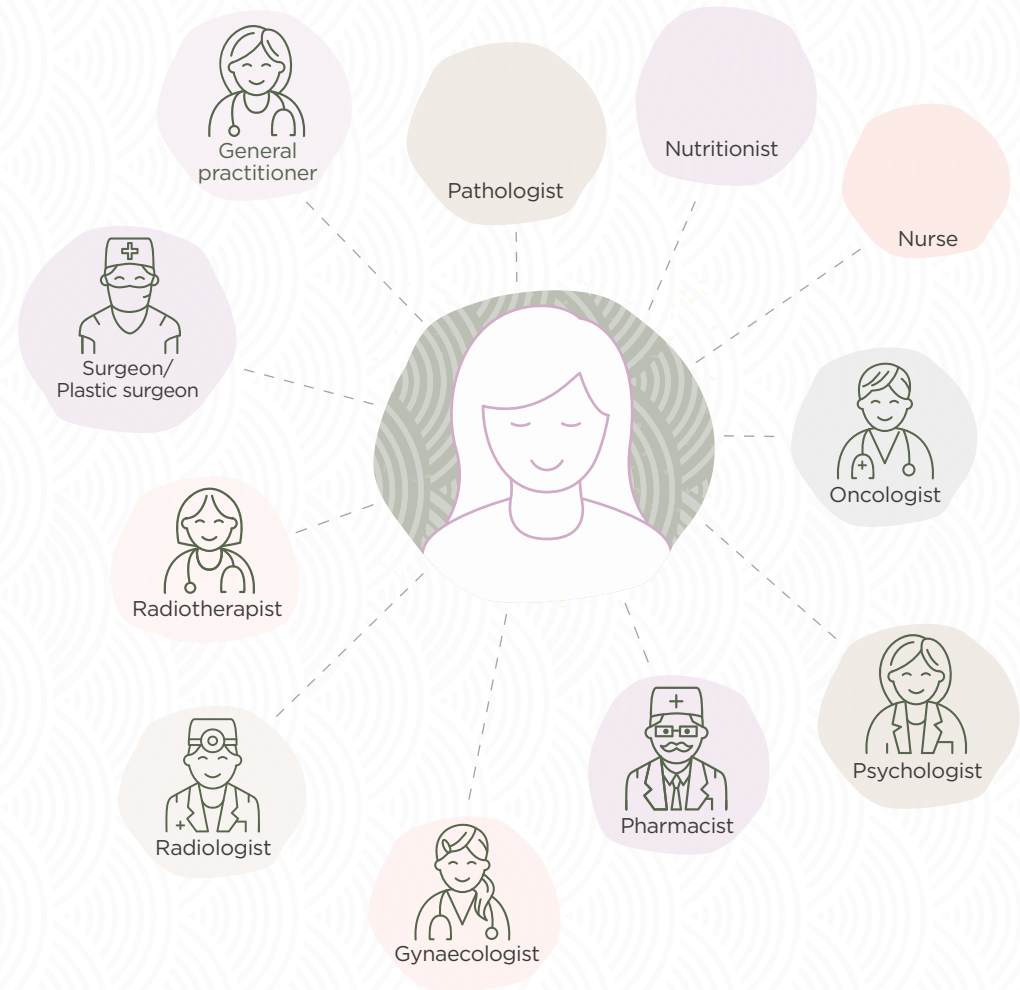 General
practitioner
Pathologist
Nutritionist
Nurse
Surgeon/
Plastic surgeon
Oncologist
Radiotherapist
Psychologist
Radiologist
Pharmacist
Gynaecologist